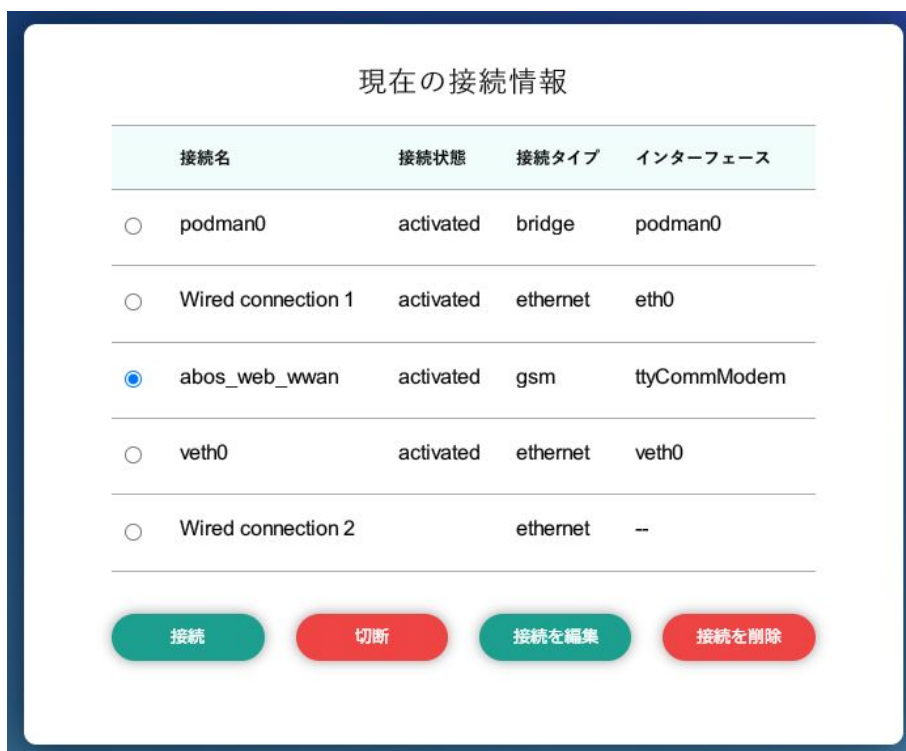 現在の接続情報
接続名 接続状態 接続タイプ インターフェース
podman0 activated bridge podman0
Wired connection 1 activated ethernet eth0
abos_web_wwan activated gsm ttyCommModem
veth0 activated ethernet veth0
Wired connection 2 ethernet --
接続 切断 接続を編集 接続を削除